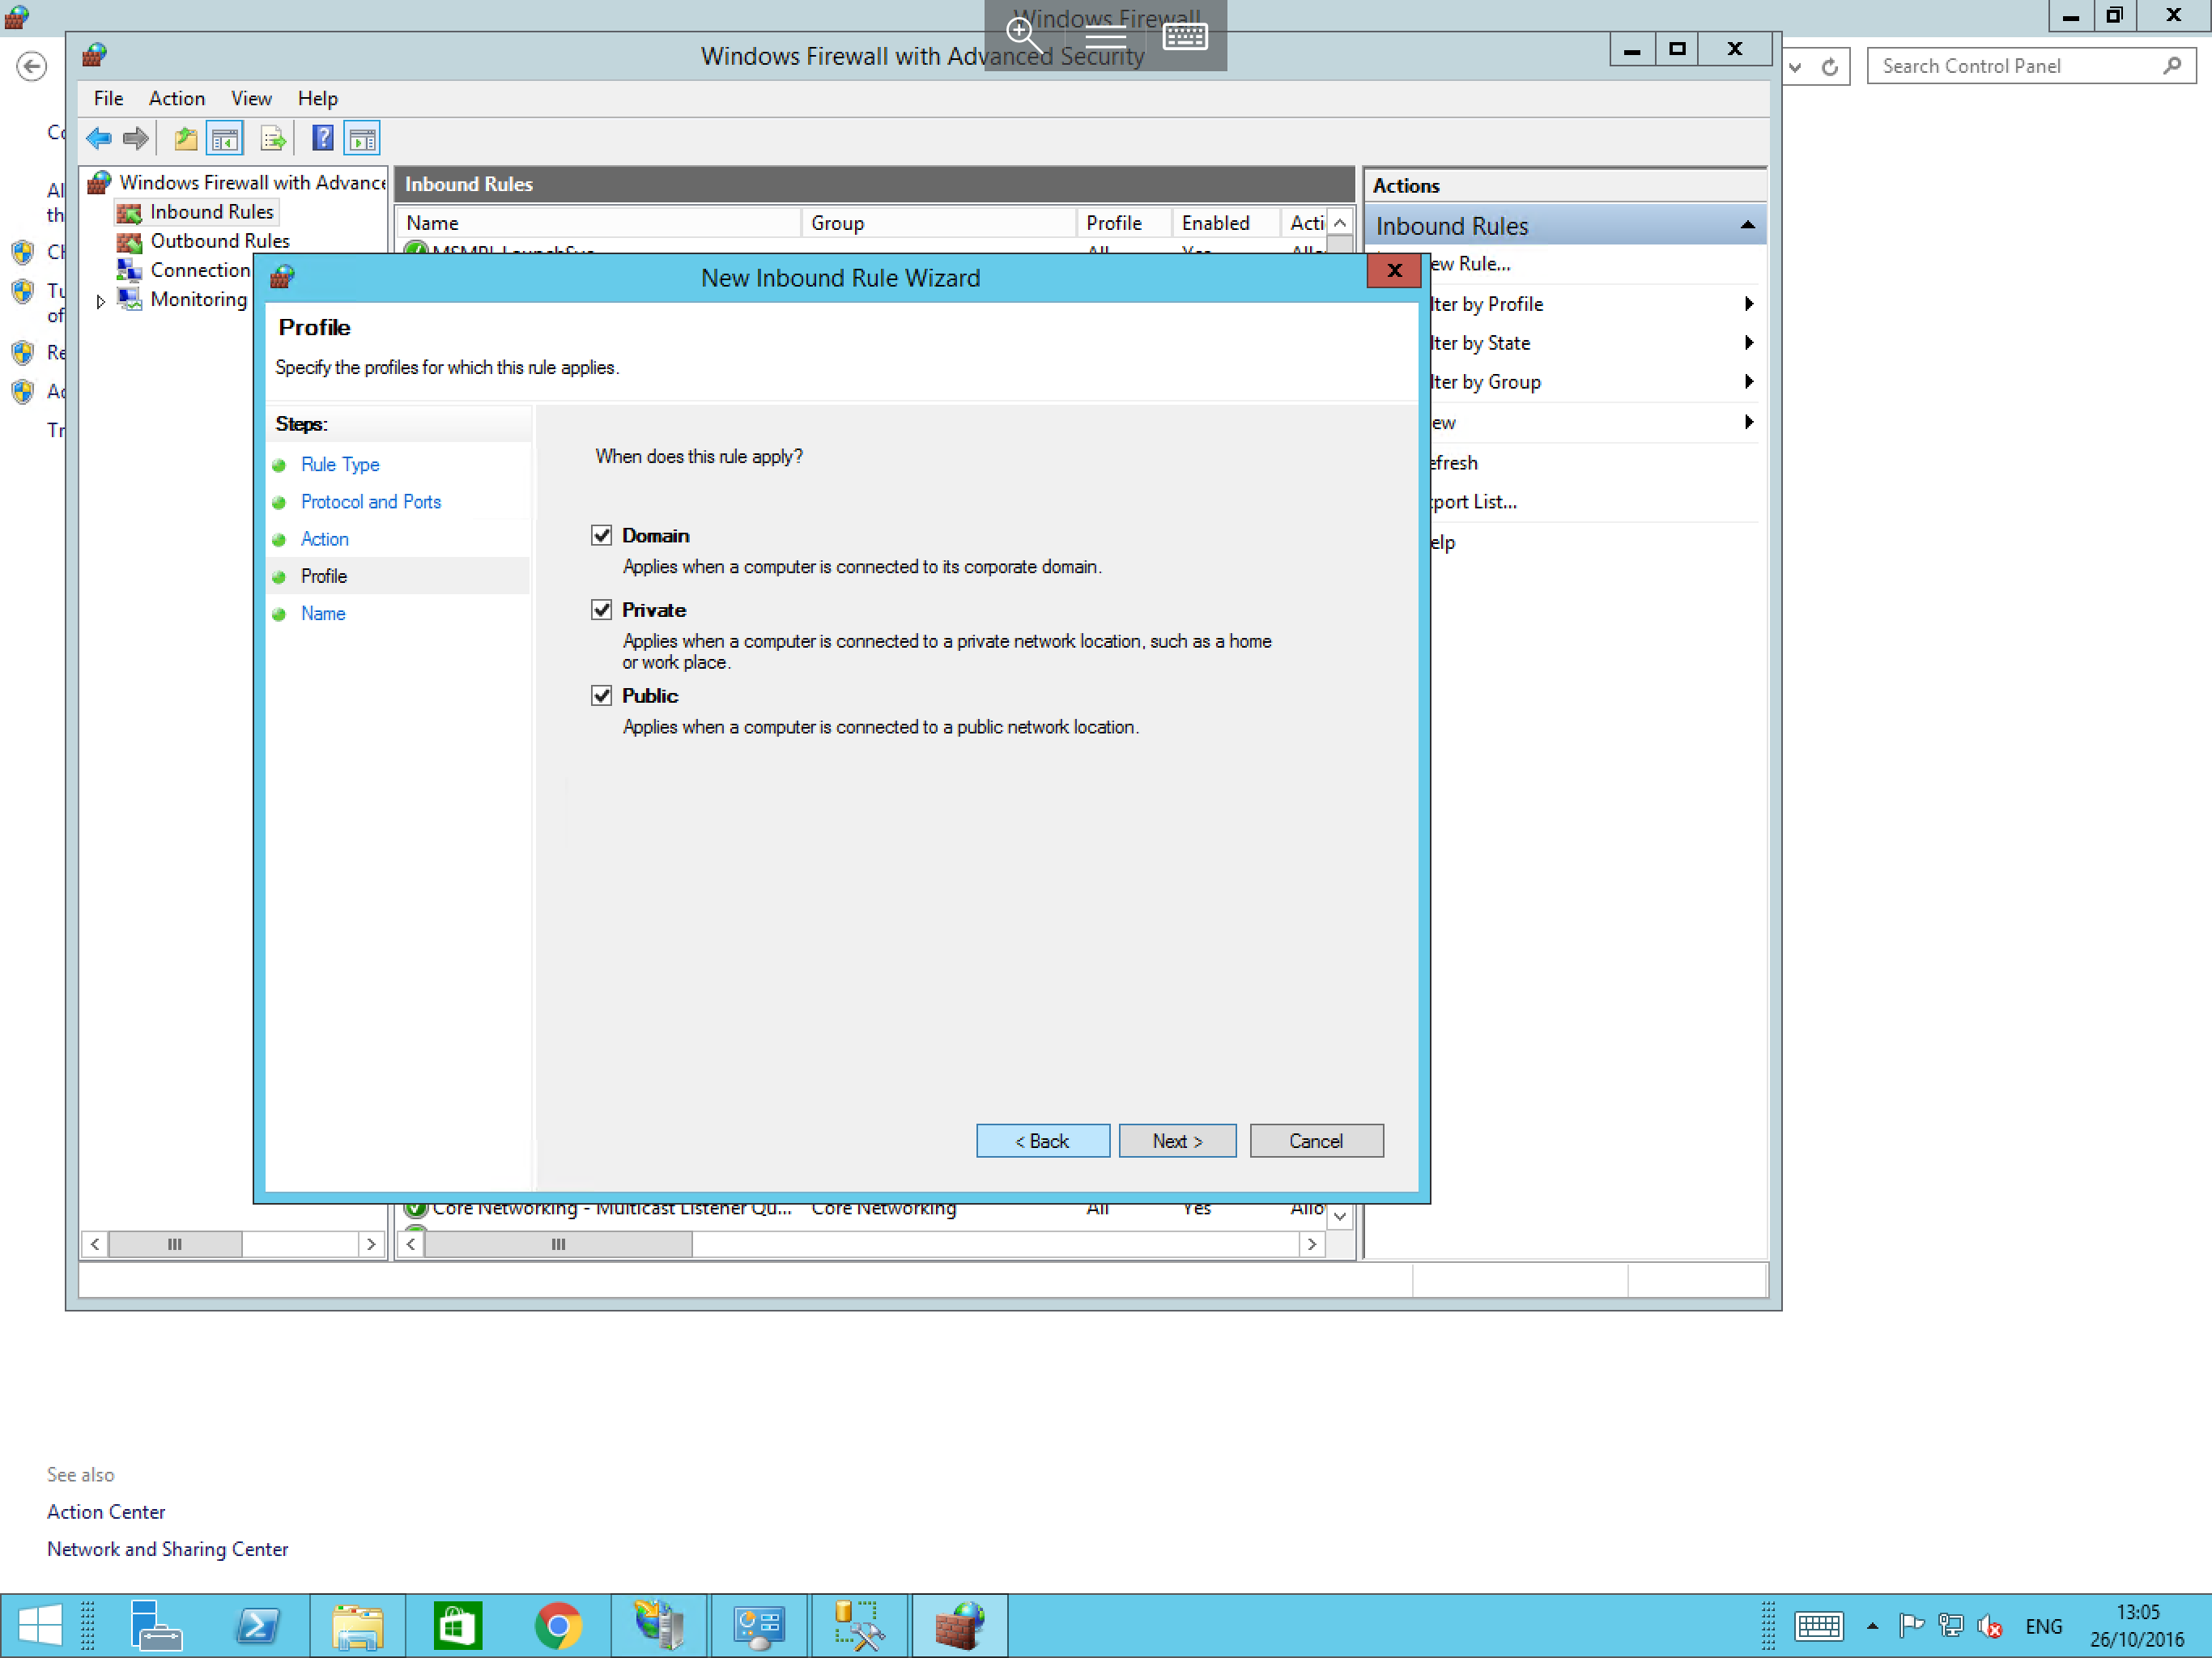 Windows Firewall
Windows Firewall with Advanced Security
Search Control Panel
File Action View Help
Windows Firewall with Advance
Inbound Rules
Outbound Rules
Connection
Monitoring
Inbound Rules
Name Group Profile Enabled Acti
Actions
Inbound Rules
ew Rule...
lter by Profile
lter by State
lter by Group
ew
efresh
port List...
elp
New Inbound Rule Wizard
Profile
Specify the profiles for which this rule applies.
Steps:
Rule Type
Protocol and Ports
Action
Profile
Name
When does this rule apply?
Domain
Applies when a computer is connected to its corporate domain.
Private
Applies when a computer is connected to a private network location, such as a home
or work place.
Public
Applies when a computer is connected to a public network location.
< Back Next > Cancel
Core Networking - Multicast Listener Qu... Core Networking All Yes Allo
See also
Action Center
Network and Sharing Center
ENG
13:05
26/10/2016